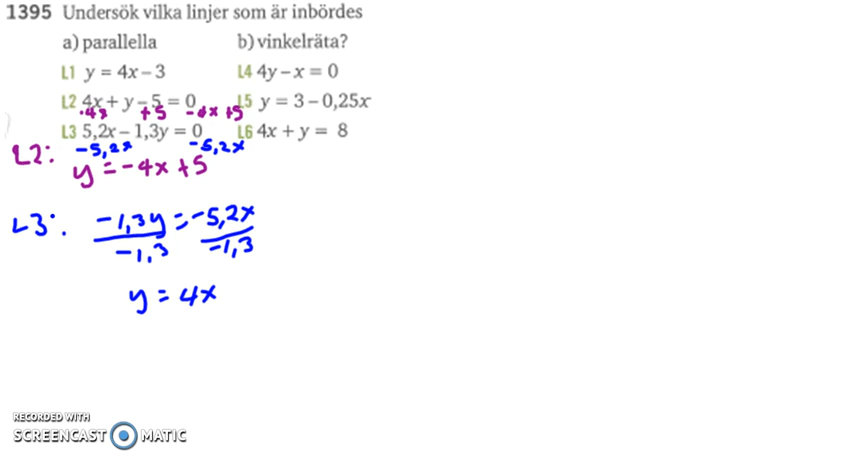 1395 Undersök vilka linjer som är inbördes
a) parallella b) vinkelräta?
L1 y = 4x – 3 L4 4y – x = 0
L2 4x + y – 5 = 0 L5 y = 3 – 0,25x
-4x +5 -4x +5
L3 5,2x – 1,3y = 0 L6 4x + y = 8
-5,2x -5,2x
L2: y = -4x + 5
L3: -1,3y = -5,2x
-1,3 -1,3
y = 4x
RECORDED WITH
SCREENCAST MATIC